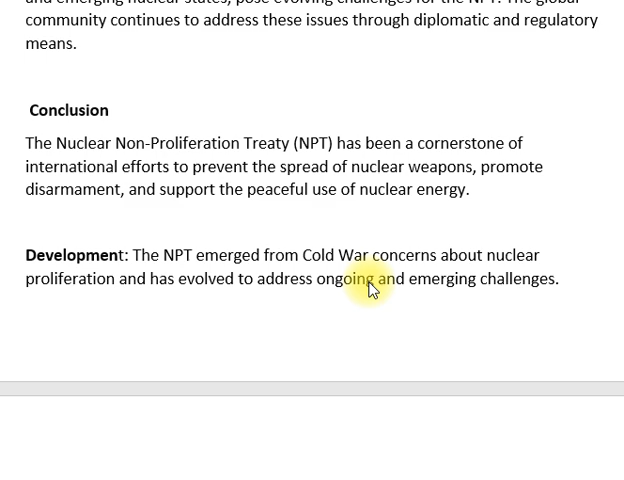 and emerging nuclear states, pose evolving challenges for the NPT. The global
community continues to address these issues through diplomatic and regulatory
means.
Conclusion
The Nuclear Non-Proliferation Treaty (NPT) has been a cornerstone of
international efforts to prevent the spread of nuclear weapons, promote
disarmament, and support the peaceful use of nuclear energy.
Development: The NPT emerged from Cold War concerns about nuclear
proliferation and has evolved to address ongoing and emerging challenges.